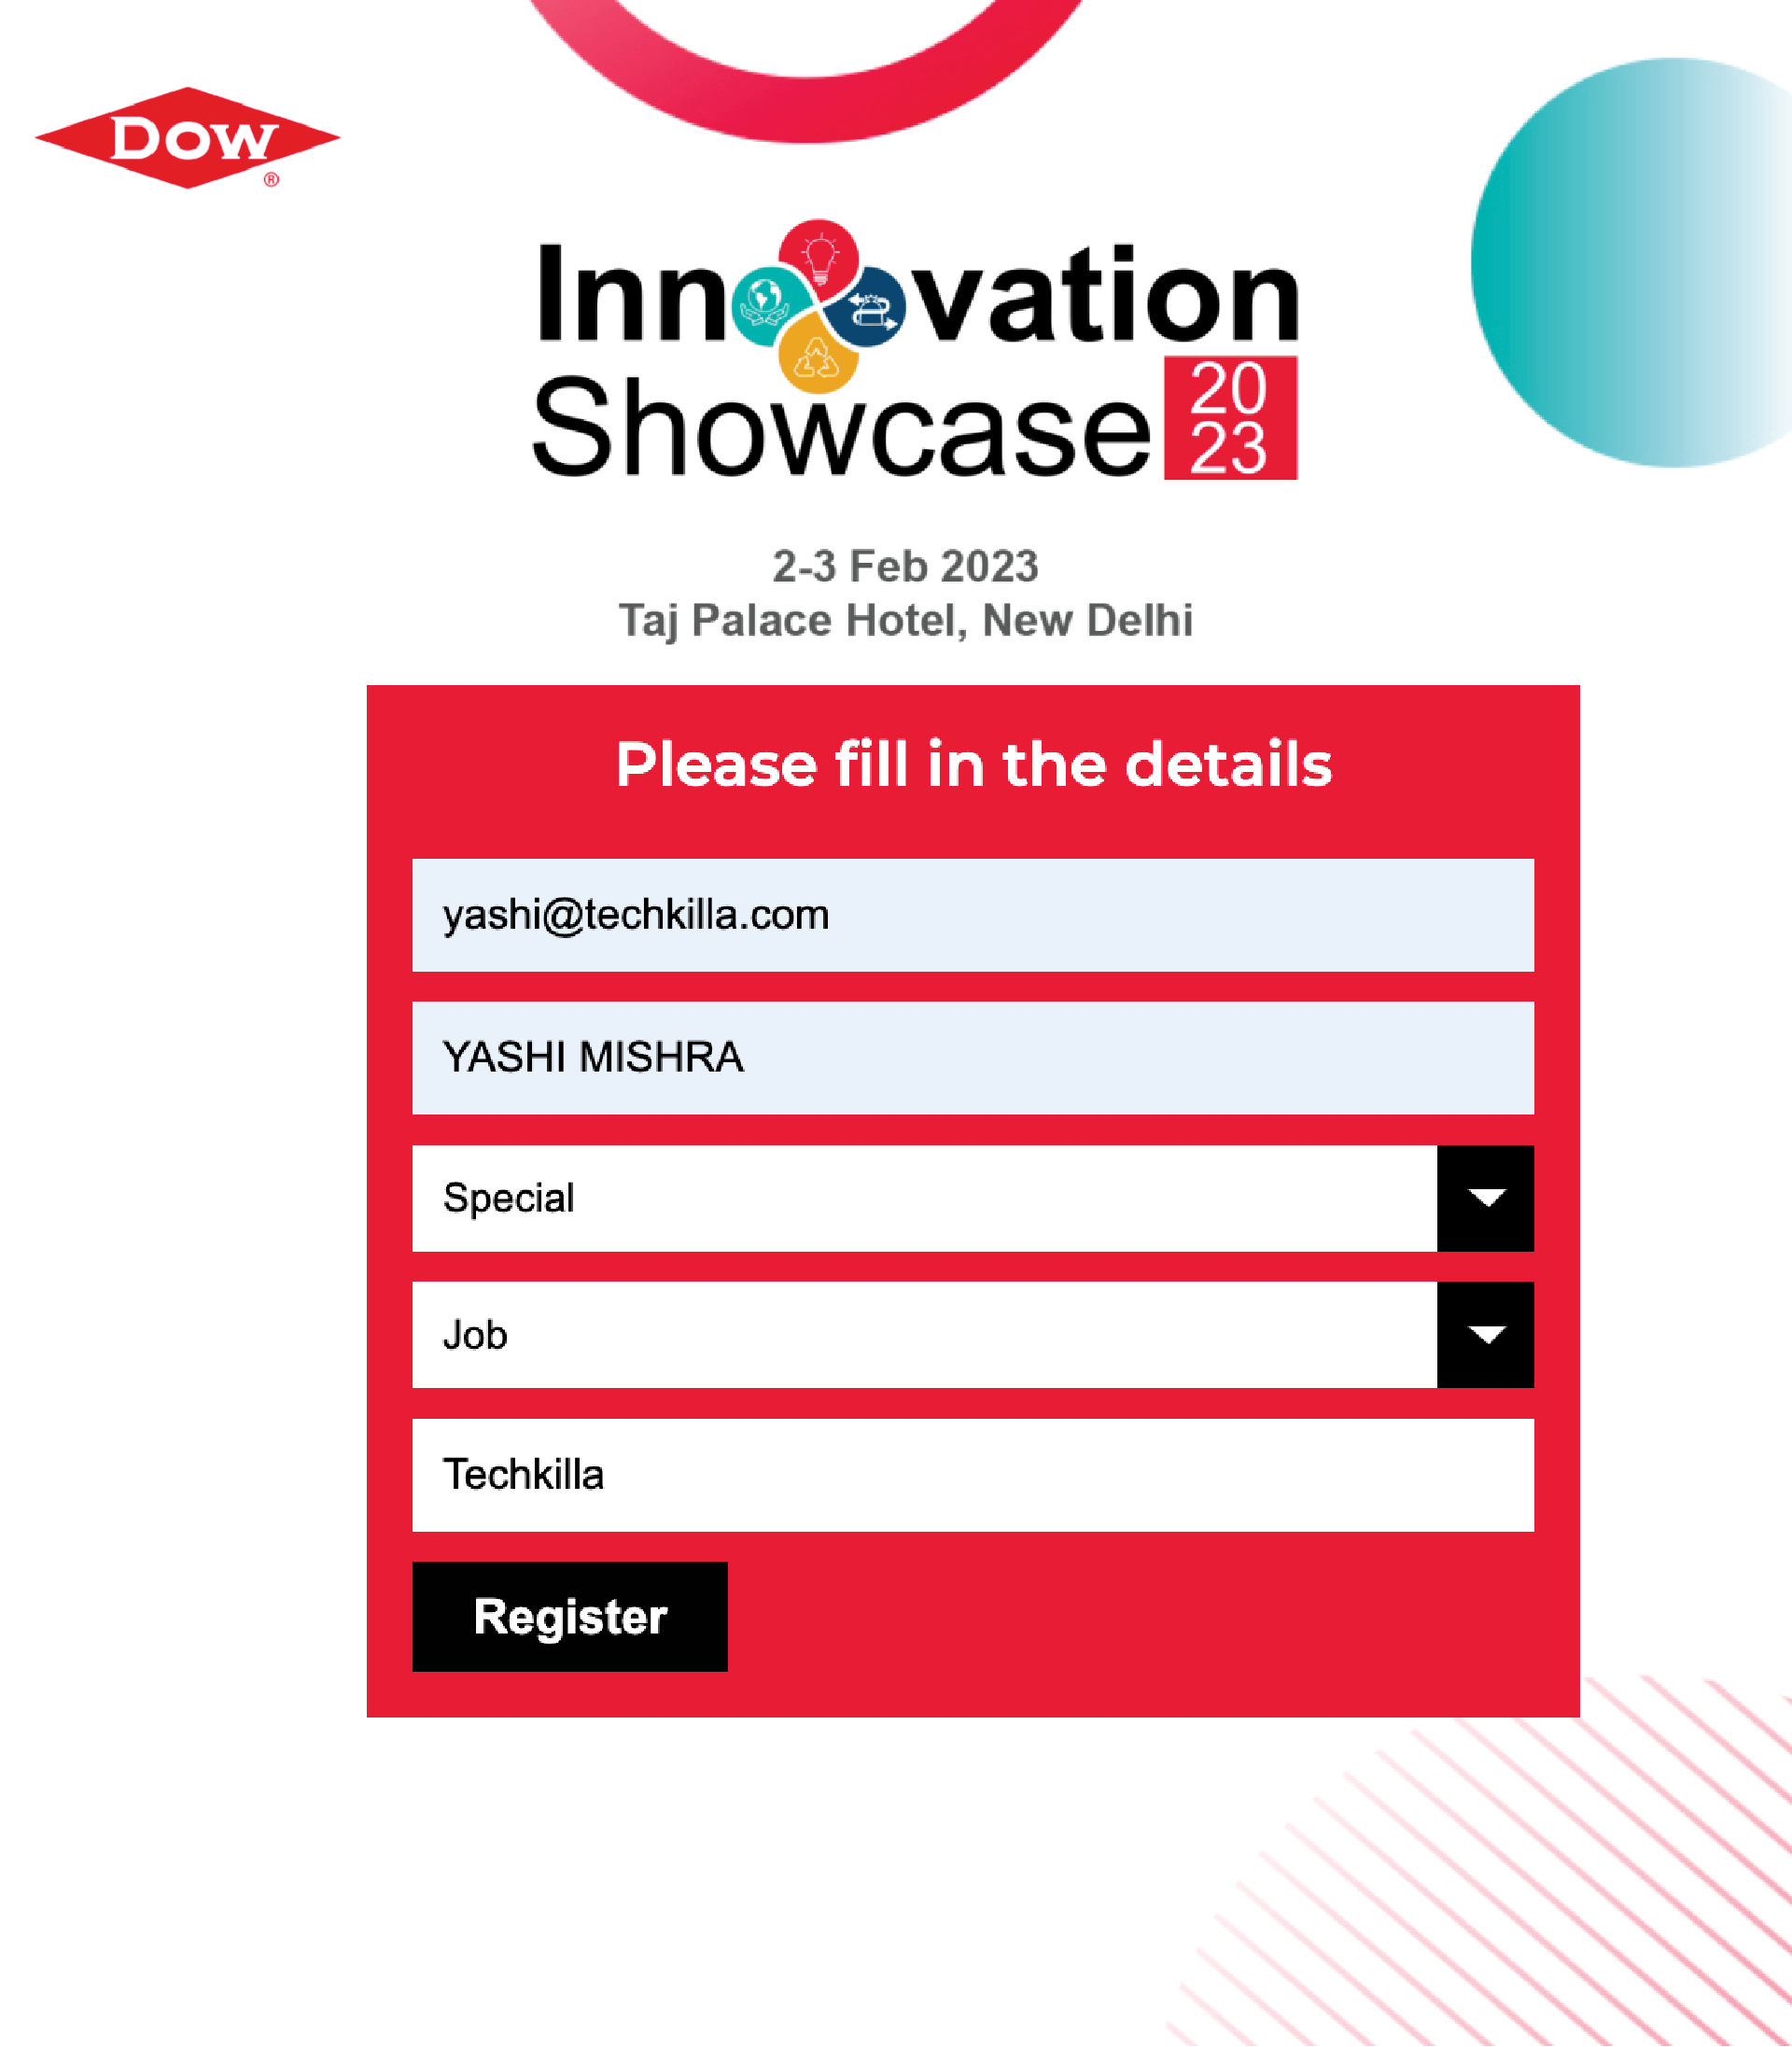 DOW
®
Innovation
Showcase 2023
2-3 Feb 2023
Taj Palace Hotel, New Delhi
Please fill in the details
yashi@techkilla.com
YASHI MISHRA
Special
Job
Techkilla
Register